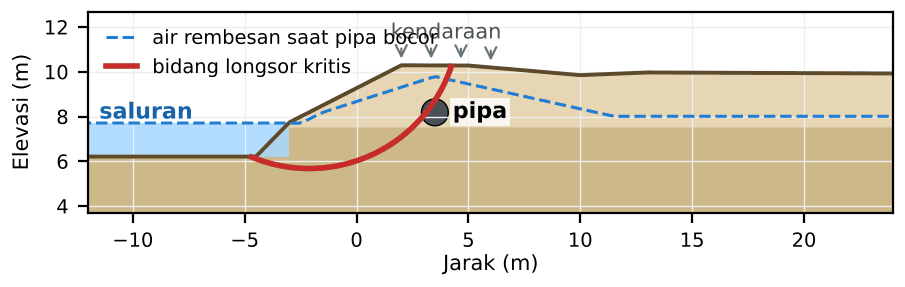 kendaraan
air rembesan saat pipa bocor
bidang longsor kritis
saluran
pipa
Elevasi (m)
12
10
8
6
4
−10 −5 0 5 10 15 20
Jarak (m)